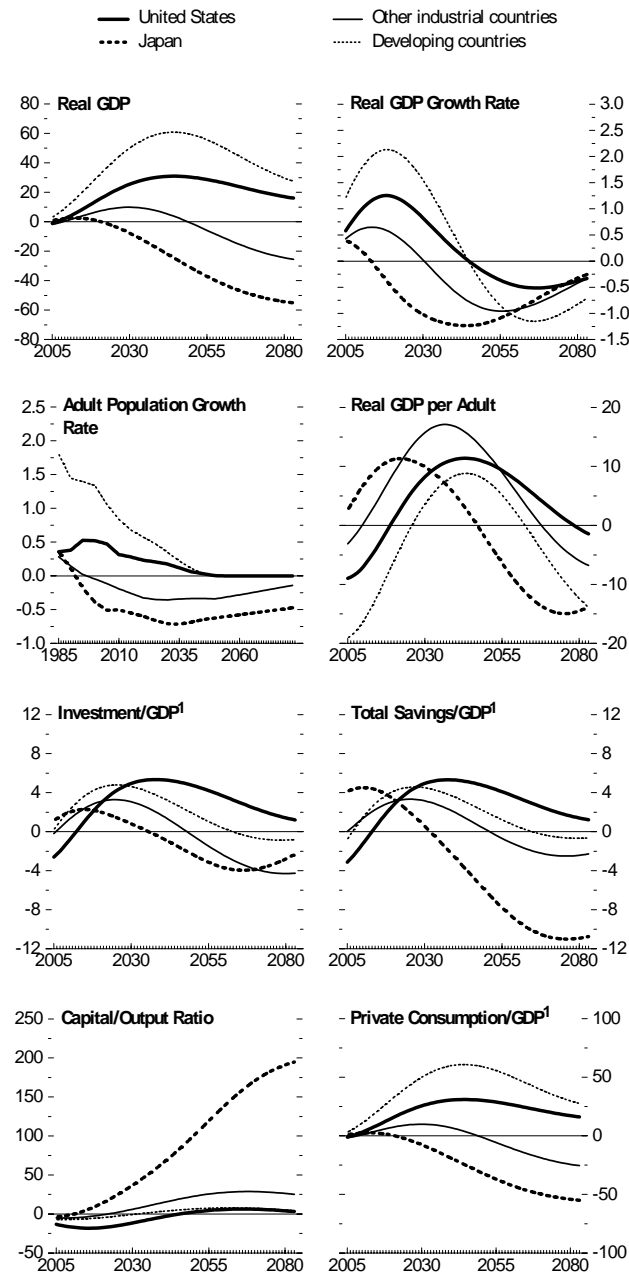 United States
Other industrial countries
Japan
Developing countries
Real GDP
80
60
40
20
0
-20
-40
-60
-80
2005 2030 2055 2080
Real GDP Growth Rate
3.0
2.5
2.0
1.5
1.0
0.5
0.0
-0.5
-1.0
-1.5
2005 2030 2055 2080
Adult Population Growth
Rate
2.5
2.0
1.5
1.0
0.5
0.0
-0.5
-1.0
1985 2010 2035 2060
Real GDP per Adult
20
10
0
-10
-20
2005 2030 2055 2080
Investment/GDP¹
12
8
4
0
-4
-8
-12
2005 2030 2055 2080
Total Savings/GDP¹
12
8
4
0
-4
-8
-12
2005 2030 2055 2080
Capital/Output Ratio
250
200
150
100
50
0
-50
2005 2030 2055 2080
Private Consumption/GDP¹
100
50
0
-50
-100
2005 2030 2055 2080